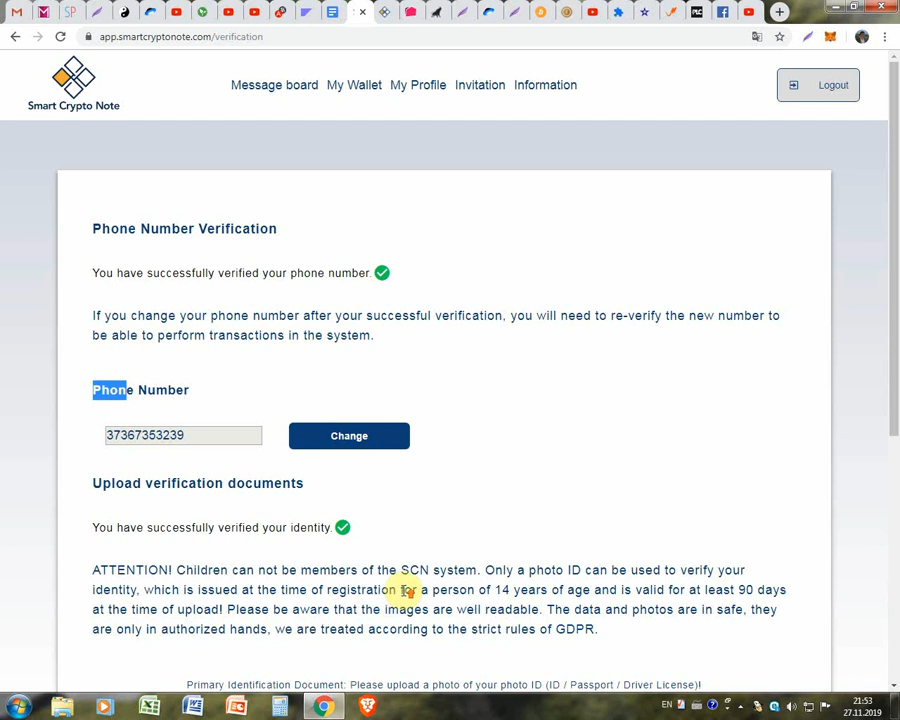 app.smartcryptonote.com/verification
Smart Crypto Note
Message board My Wallet My Profile Invitation Information
Logout
Phone Number Verification
You have successfully verified your phone number.
If you change your phone number after your successful verification, you will need to re-verify the new number to
be able to perform transactions in the system.
Phone Number
37367353239
Change
Upload verification documents
You have successfully verified your identity.
ATTENTION! Children can not be members of the SCN system. Only a photo ID can be used to verify your
identity, which is issued at the time of registration for a person of 14 years of age and is valid for at least 90 days
at the time of upload! Please be aware that the images are well readable. The data and photos are in safe, they
are only in authorized hands, we are treated according to the strict rules of GDPR.
Primary Identification Document: Please upload a photo of your photo ID (ID / Passport / Driver License)!
EN
21:53
27.11.2019